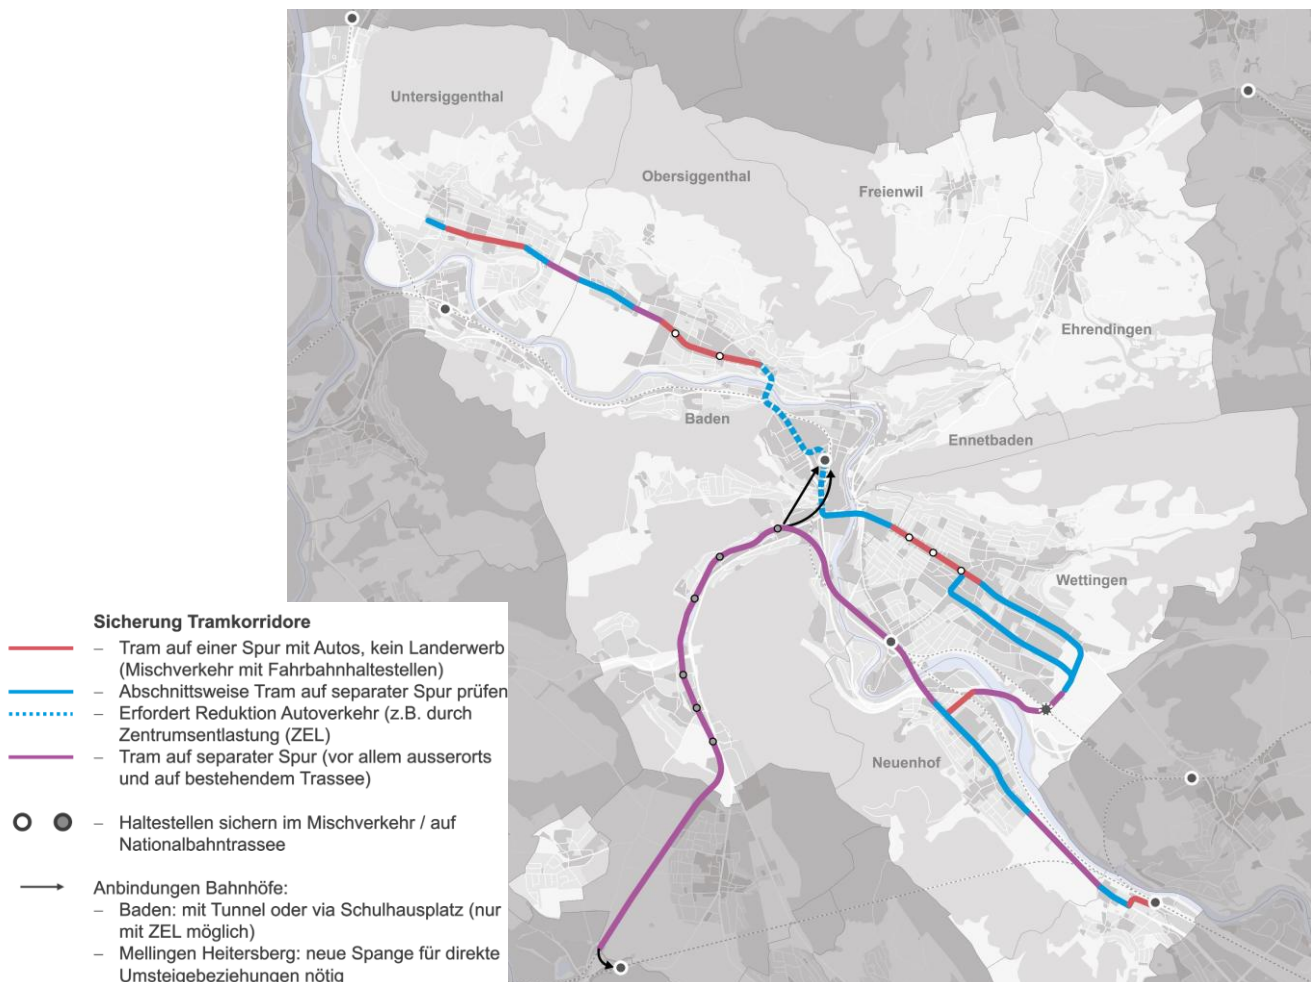 Untersiggenthal
Obersiggenthal
Freienwil
Ehrendingen
Baden
Ennetbaden
Wettingen
Neuenhof
Sicherung Tramkorridore
– Tram auf einer Spur mit Autos, kein Landerwerb
(Mischverkehr mit Fahrbahnhaltestellen)
– Abschnittsweise Tram auf separater Spur prüfen
– Erfordert Reduktion Autoverkehr (z.B. durch
Zentrumsentlastung (ZEL)
– Tram auf separater Spur (vor allem ausserorts
und auf bestehendem Trassee)
– Haltestellen sichern im Mischverkehr / auf
Nationalbahntrassee
Anbindungen Bahnhöfe:
– Baden: mit Tunnel oder via Schulhausplatz (nur
mit ZEL möglich)
– Mellingen Heitersberg: neue Spange für direkte
Umsteigebeziehungen nötig